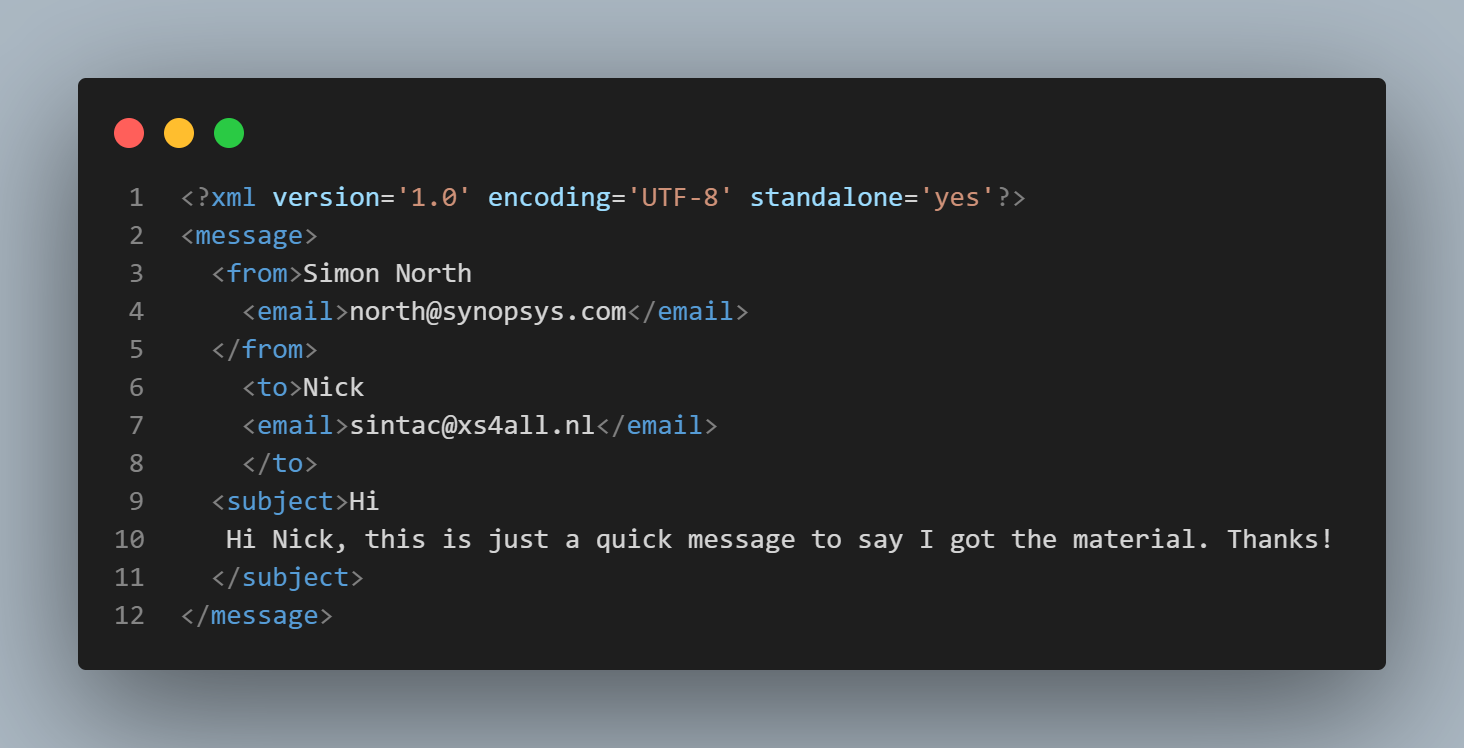 1 <?xml version='1.0' encoding='UTF-8' standalone='yes'?>
2 <message>
3   <from>Simon North
4     <email>north@synopsys.com</email>
5   </from>
6     <to>Nick
7     <email>sintac@xs4all.nl</email>
8     </to>
9   <subject>Hi
10    Hi Nick, this is just a quick message to say I got the material. Thanks!
11   </subject>
12 </message>